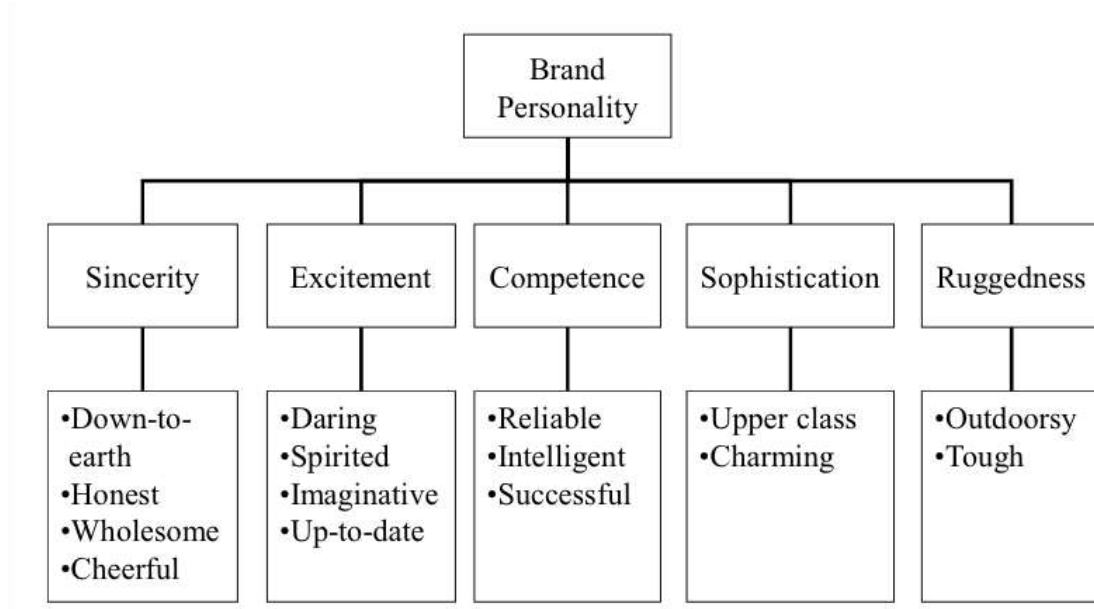 Brand
Personality
Sincerity
Excitement
Competence
Sophistication
Ruggedness
•Down-to-
earth
•Honest
•Wholesome
•Cheerful
•Daring
•Spirited
•Imaginative
•Up-to-date
•Reliable
•Intelligent
•Successful
•Upper class
•Charming
•Outdoorsy
•Tough